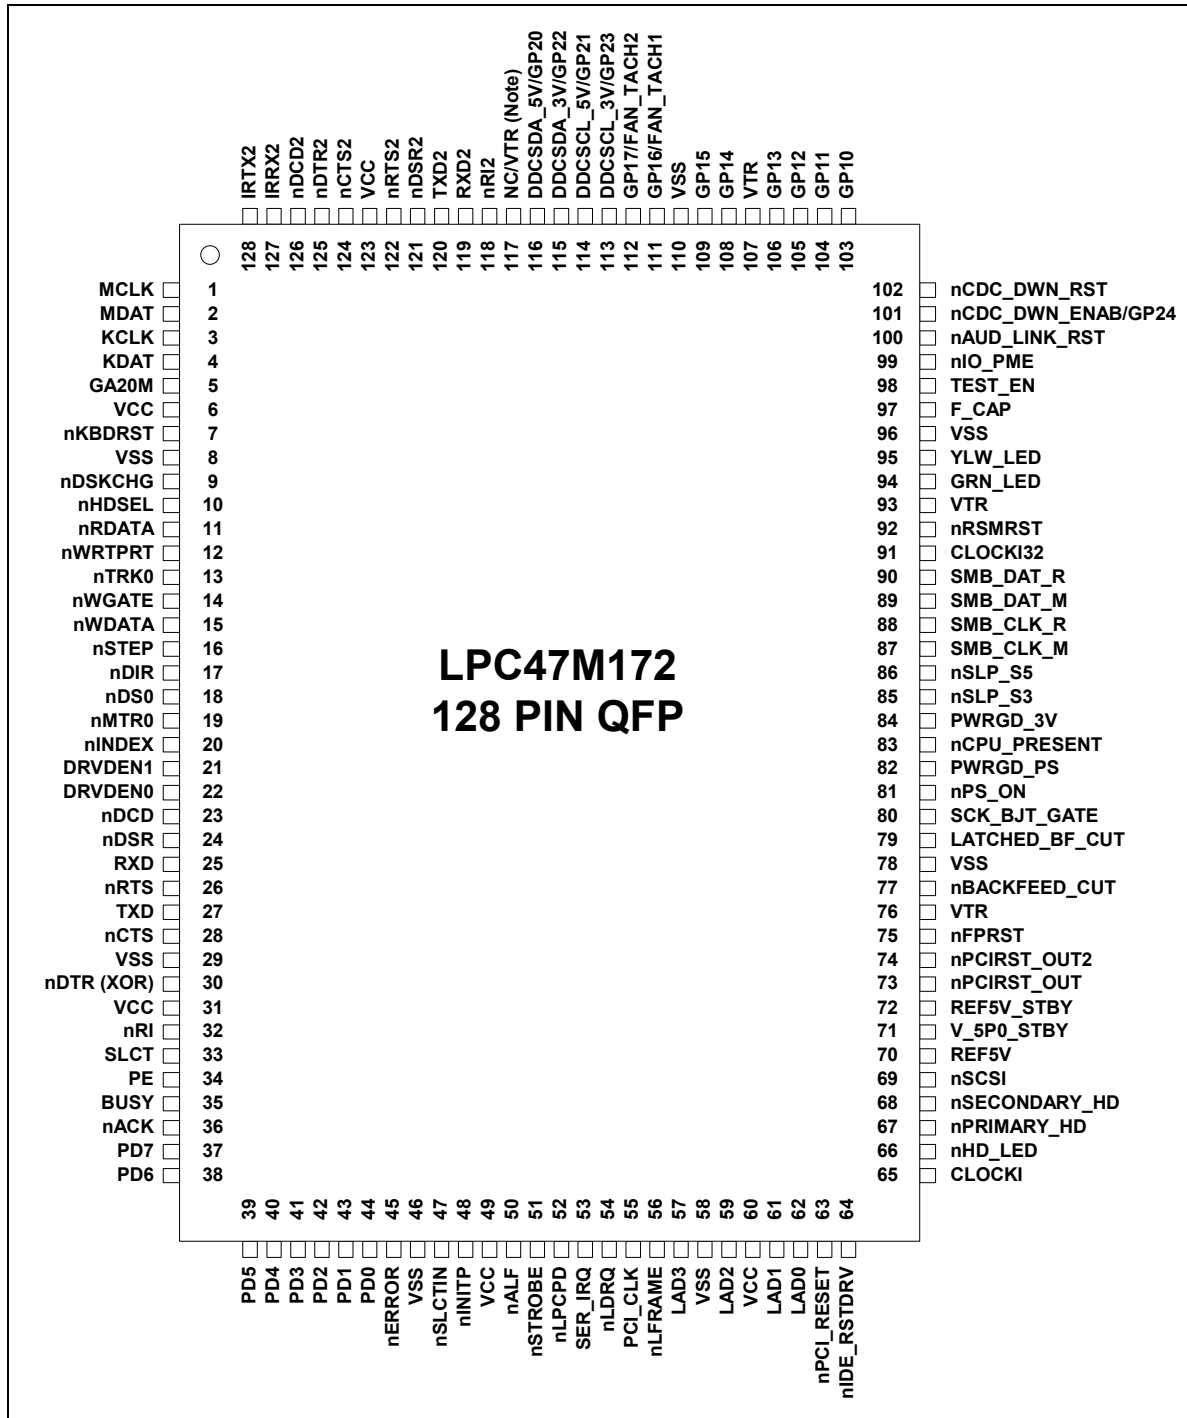 IRTX2
IRRX2
nDCD2
nDTR2
nCTS2
VCC
nRTS2
nDSR2
TXD2
RXD2
nRI2
NC/VTR (Note)
DDCSDA_5V/GP20
DDCSDA_3V/GP22
DDCSCL_5V/GP21
DDCSCL_3V/GP23
GP17/FAN_TACH2
GP16/FAN_TACH1
VSS
GP15
GP14
VTR
GP13
GP12
GP11
GP10
128
127
126
125
124
123
122
121
120
119
118
117
116
115
114
113
112
111
110
109
108
107
106
105
104
103
MCLK 1
MDAT 2
KCLK 3
KDAT 4
GA20M 5
VCC 6
nKBDRST 7
VSS 8
nDSKCHG 9
nHDSEL 10
nRDATA 11
nWRTPRT 12
nTRK0 13
nWGATE 14
nWDATA 15
nSTEP 16
nDIR 17
nDS0 18
nMTR0 19
nINDEX 20
DRVDEN1 21
DRVDEN0 22
nDCD 23
nDSR 24
RXD 25
nRTS 26
TXD 27
nCTS 28
VSS 29
nDTR (XOR) 30
VCC 31
nRI 32
SLCT 33
PE 34
BUSY 35
nACK 36
PD7 37
PD6 38
LPC47M172
128 PIN QFP
102 nCDC_DWN_RST
101 nCDC_DWN_ENAB/GP24
100 nAUD_LINK_RST
99 nIO_PME
98 TEST_EN
97 F_CAP
96 VSS
95 YLW_LED
94 GRN_LED
93 VTR
92 nRSMRST
91 CLOCKI32
90 SMB_DAT_R
89 SMB_DAT_M
88 SMB_CLK_R
87 SMB_CLK_M
86 nSLP_S5
85 nSLP_S3
84 PWRGD_3V
83 nCPU_PRESENT
82 PWRGD_PS
81 nPS_ON
80 SCK_BJT_GATE
79 LATCHED_BF_CUT
78 VSS
77 nBACKFEED_CUT
76 VTR
75 nFPRST
74 nPCIRST_OUT2
73 nPCIRST_OUT
72 REF5V_STBY
71 V_5P0_STBY
70 REF5V
69 nSCSI
68 nSECONDARY_HD
67 nPRIMARY_HD
66 nHD_LED
65 CLOCKI
39
40
41
42
43
44
45
46
47
48
49
50
51
52
53
54
55
56
57
58
59
60
61
62
63
64
PD5
PD4
PD3
PD2
PD1
PD0
nERROR
VSS
nSLCTIN
nINITP
VCC
nALF
nSTROBE
nLPCPD
SER_IRQ
nLDRQ
PCI_CLK
nLFRAME
LAD3
VSS
LAD2
VCC
LAD1
LAD0
nPCI_RESET
nIDE_RSTDRV